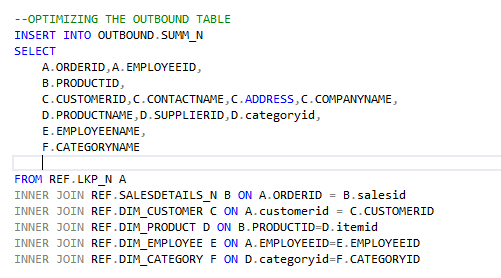 --OPTIMIZING THE OUTBOUND TABLE
INSERT INTO OUTBOUND.SUMM_N
SELECT
A.ORDERID,A.EMPLOYEEID,
B.PRODUCTID,
C.CUSTOMERID,C.CONTACTNAME,C.ADDRESS,C.COMPANYNAME,
D.PRODUCTNAME,D.SUPPLIERID,D.categoryid,
E.EMPLOYEENAME,
F.CATEGORYNAME
FROM REF.LKP_N A
INNER JOIN REF.SALESDETAILS_N B ON A.ORDERID = B.salesid
INNER JOIN REF.DIM_CUSTOMER C ON A.customerid = C.CUSTOMERID
INNER JOIN REF.DIM_PRODUCT D ON B.PRODUCTID=D.itemid
INNER JOIN REF.DIM_EMPLOYEE E ON A.EMPLOYEEID=E.EMPLOYEEID
INNER JOIN REF.DIM_CATEGORY F ON D.categoryid=F.CATEGORYID